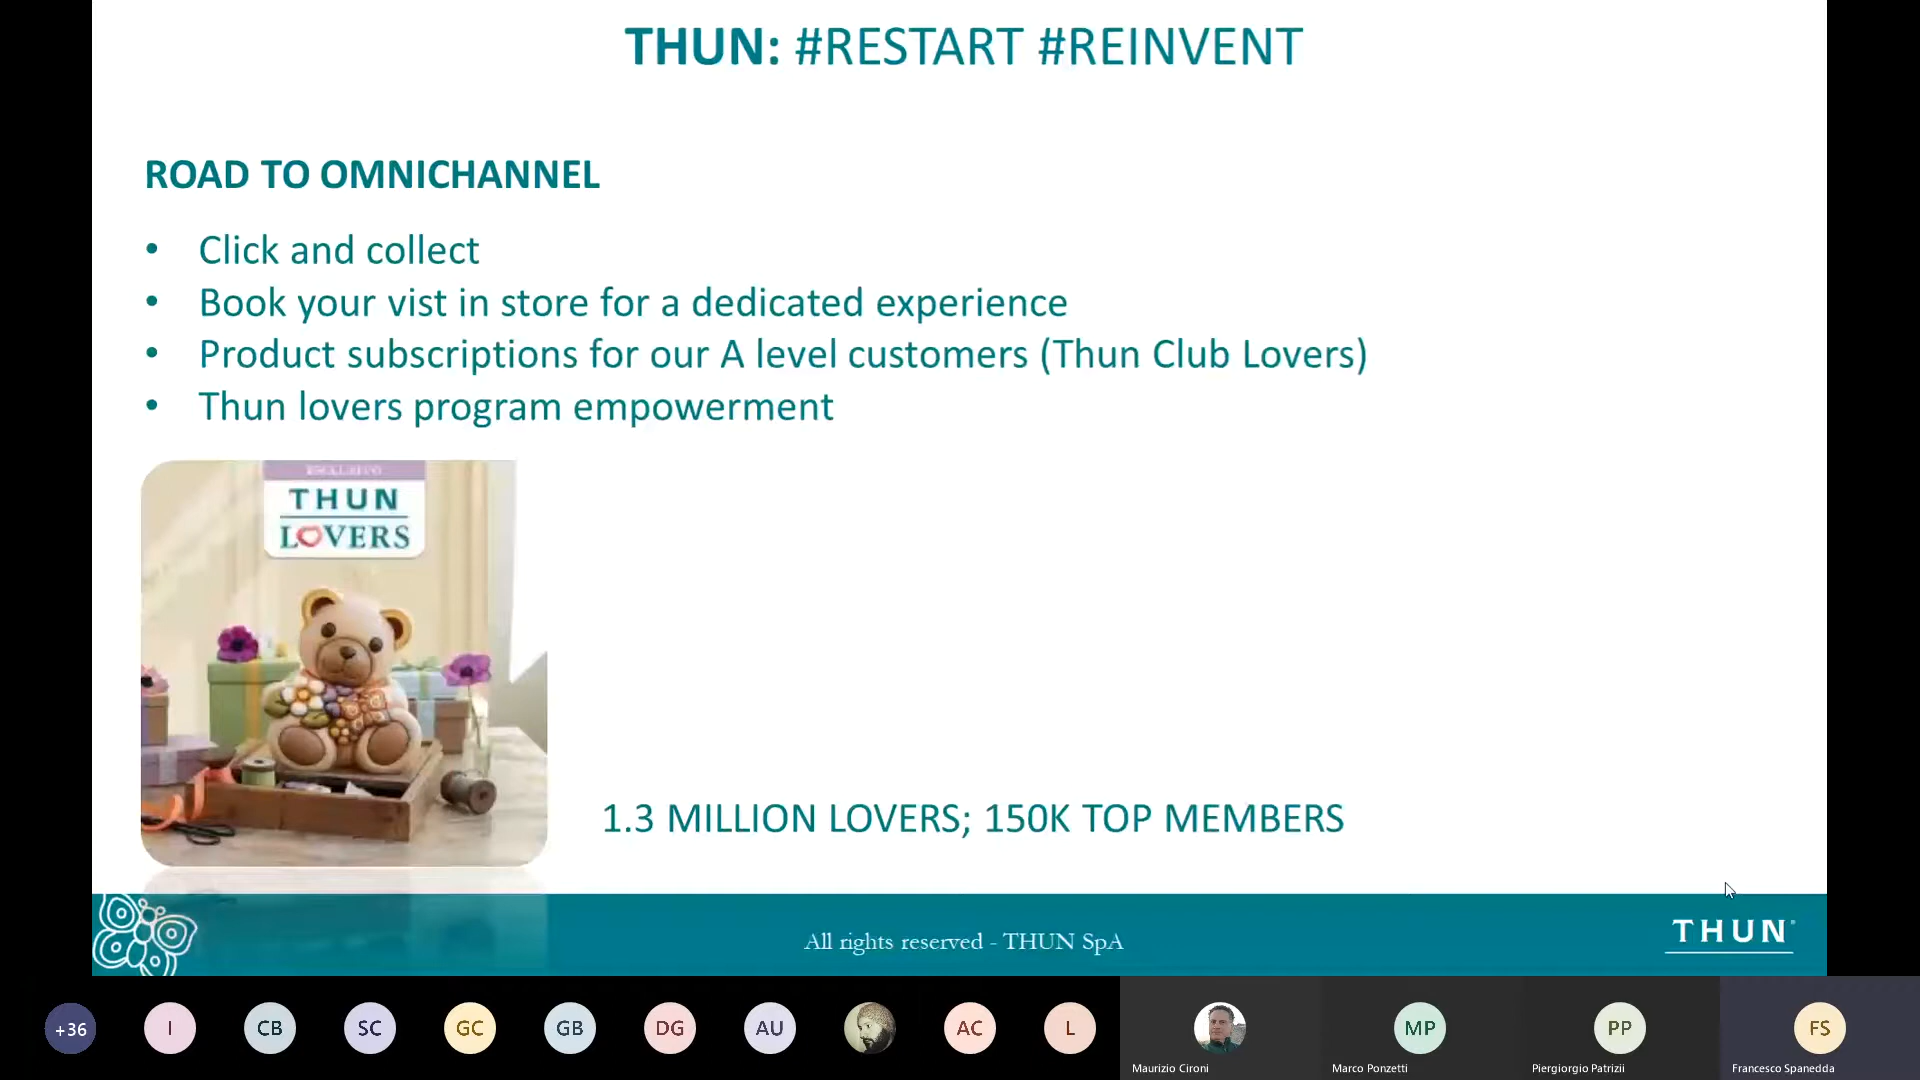 THUN: #RESTART #REINVENT
ROAD TO OMNICHANNEL
• Click and collect
• Book your vist in store for a dedicated experience
• Product subscriptions for our A level customers (Thun Club Lovers)
• Thun lovers program empowerment
THUN
LOVERS
1.3 MILLION LOVERS; 150K TOP MEMBERS
All rights reserved - THUN SpA
THUN
+36 I CB SC GC GB DG AU AC L MP PP FS
Maurizio Cironi Marco Ponzetti Piergiorgio Patrizii Francesco Spanedda